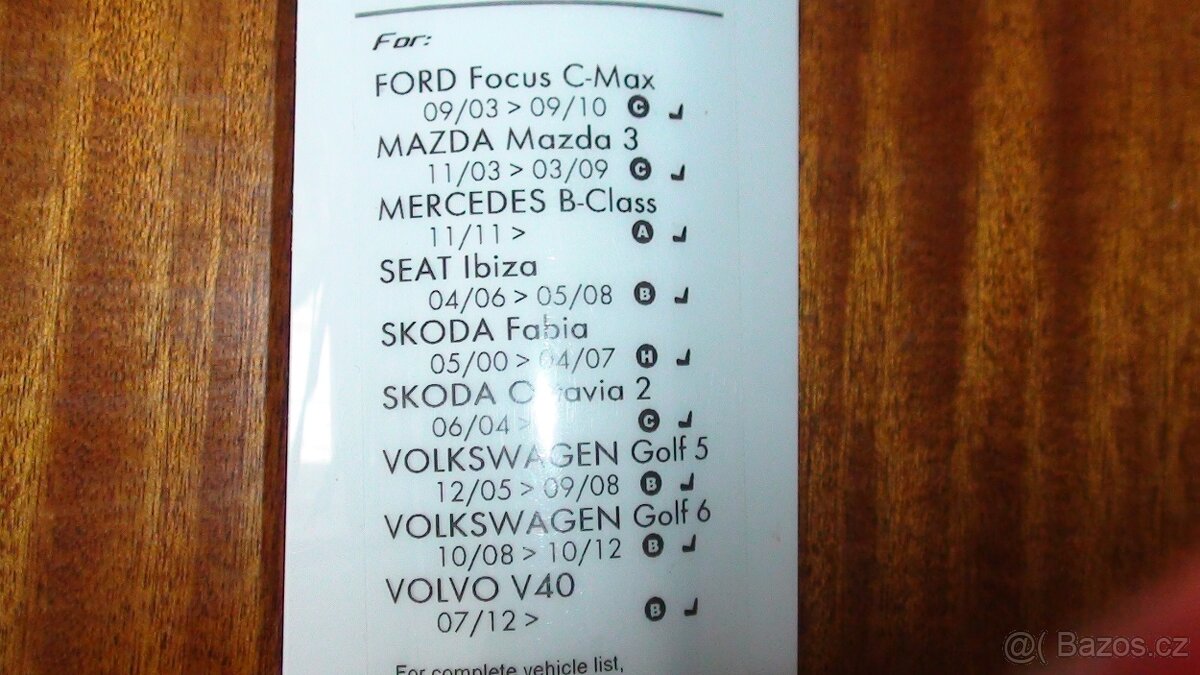 For:
FORD Focus C-Max
09/03 > 09/10 C
MAZDA Mazda 3
11/03 > 03/09 C
MERCEDES B-Class
11/11 > A
SEAT Ibiza
04/06 > 05/08 B
SKODA Fabia
05/00 > 04/07 H
SKODA Octavia 2
06/04 > C
VOLKSWAGEN Golf 5
12/05 > 09/08 B
VOLKSWAGEN Golf 6
10/08 > 10/12 B
VOLVO V40
07/12 > B
For complete vehicle list,
@( Bazos.cz